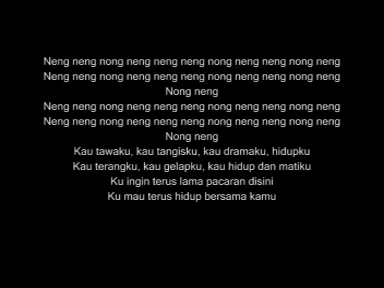 Neng neng nong neng neng neng nong neng neng nong neng
Neng neng nong neng neng neng nong neng neng nong neng
Nong neng
Neng neng nong neng neng neng nong neng neng nong neng
Neng neng nong neng neng neng nong neng neng nong neng
Nong neng
Kau tawaku, kau tangisku, kau dramaku, hidupku
Kau terangku, kau gelapku, kau hidup dan matiku
Ku ingin terus lama pacaran disini
Ku mau terus hidup bersama kamu